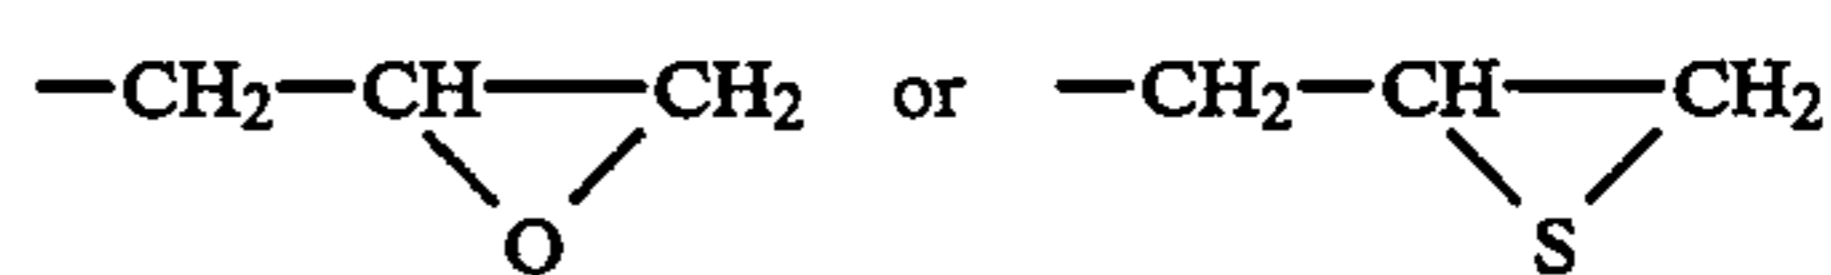 —CH₂—CH——CH₂ or —CH₂—CH——CH₂
O S